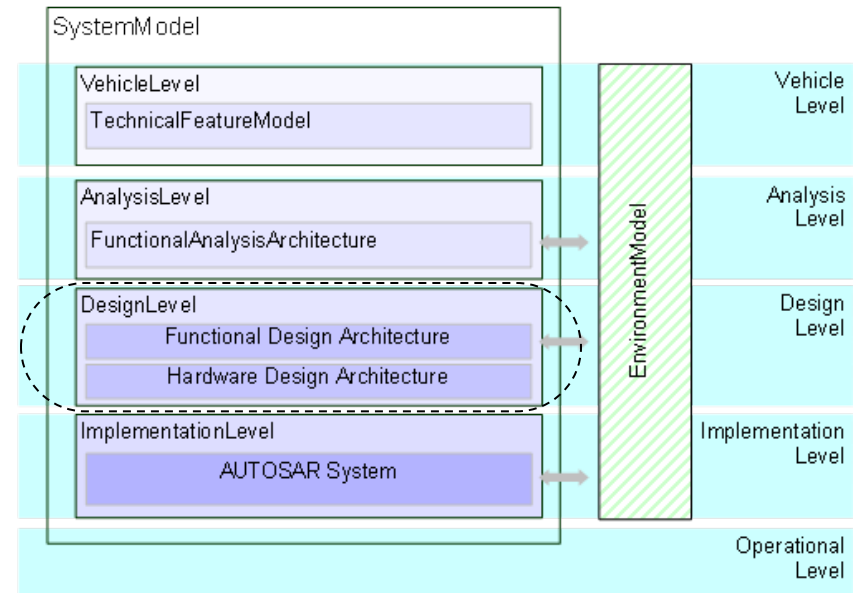 SystemModel
VehicleLevel
TechnicalFeatureModel
Vehicle
Level
AnalysisLevel
FunctionalAnalysisArchitecture
Analysis
Level
EnvironmentModel
DesignLevel
Functional Design Architecture
Hardware Design Architecture
Design
Level
ImplementationLevel
AUTOSAR System
Implementation
Level
Operational
Level